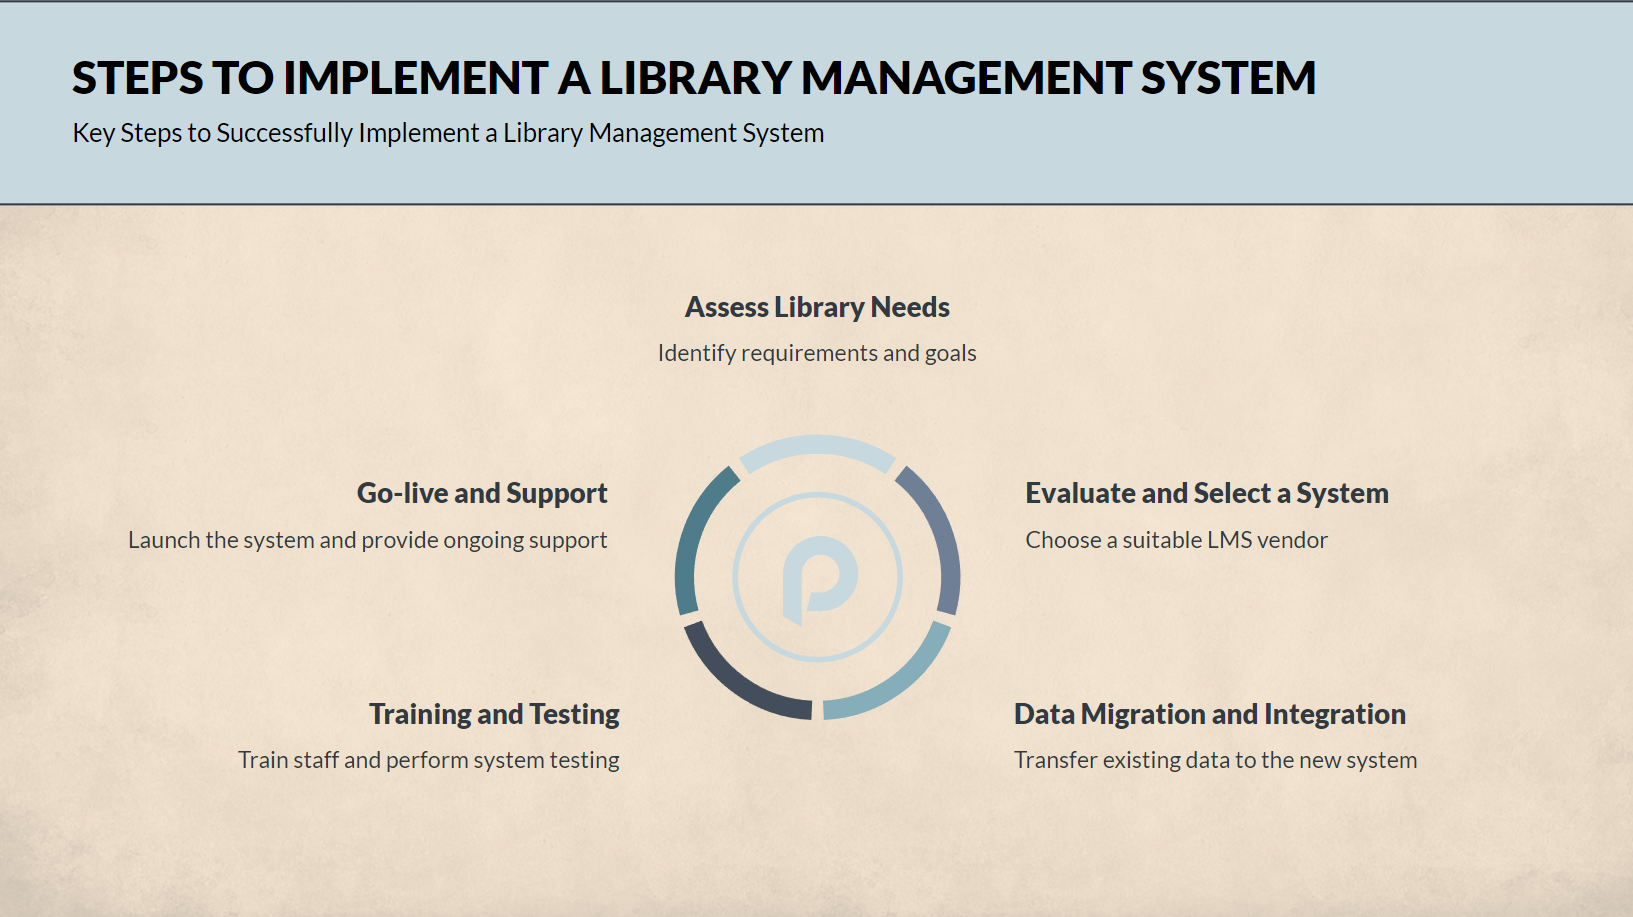 STEPS TO IMPLEMENT A LIBRARY MANAGEMENT SYSTEM
Key Steps to Successfully Implement a Library Management System
Assess Library Needs
Identify requirements and goals
Go-live and Support
Launch the system and provide ongoing support
Evaluate and Select a System
Choose a suitable LMS vendor
Training and Testing
Train staff and perform system testing
Data Migration and Integration
Transfer existing data to the new system